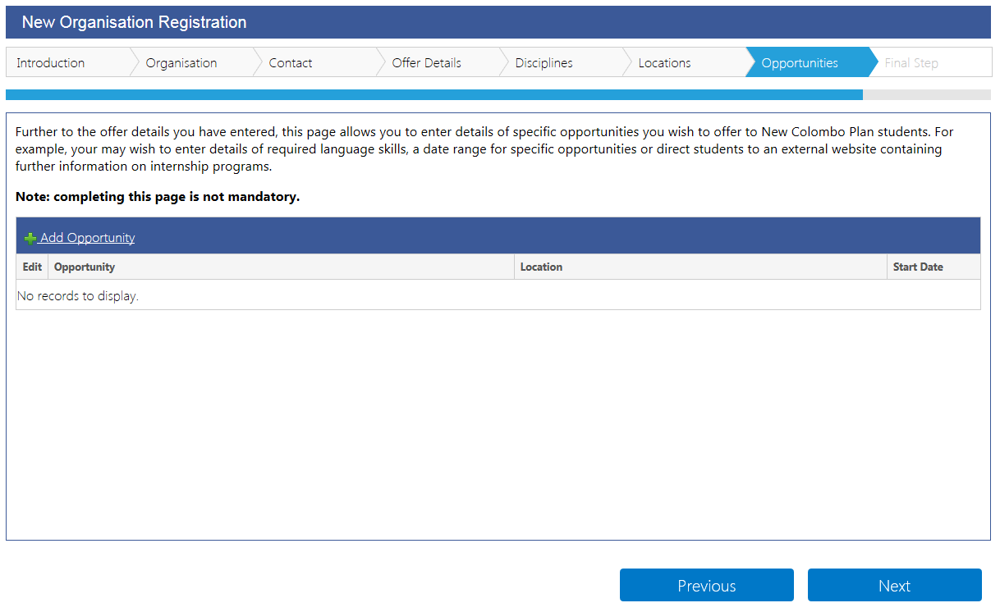 New Organisation Registration
Introduction Organisation Contact Offer Details Disciplines Locations Opportunities Final Step
Further to the offer details you have entered, this page allows you to enter details of specific opportunities you wish to offer to New Colombo Plan students. For
example, your may wish to enter details of required language skills, a date range for specific opportunities or direct students to an external website containing
further information on internship programs.
Note: completing this page is not mandatory.
Add Opportunity
Edit Opportunity Location Start Date
No records to display.
Previous Next